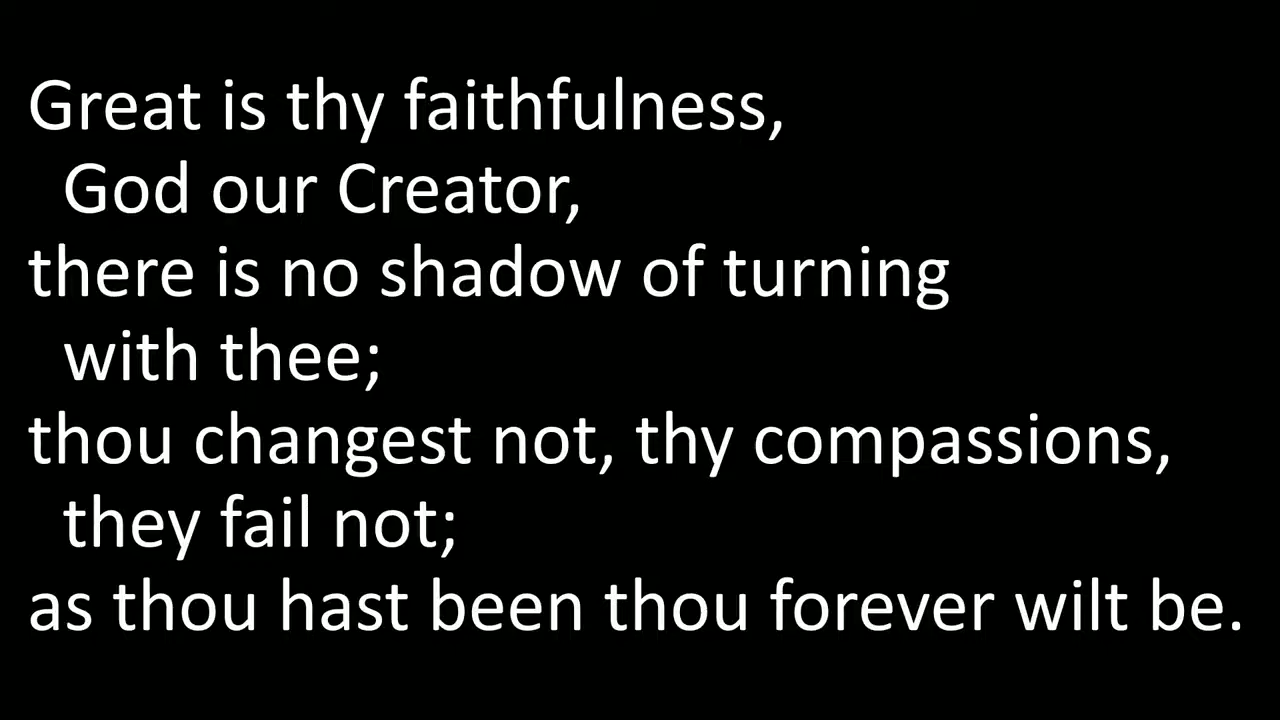 Great is thy faithfulness,
God our Creator,
there is no shadow of turning
with thee;
thou changest not, thy compassions,
they fail not;
as thou hast been thou forever wilt be.